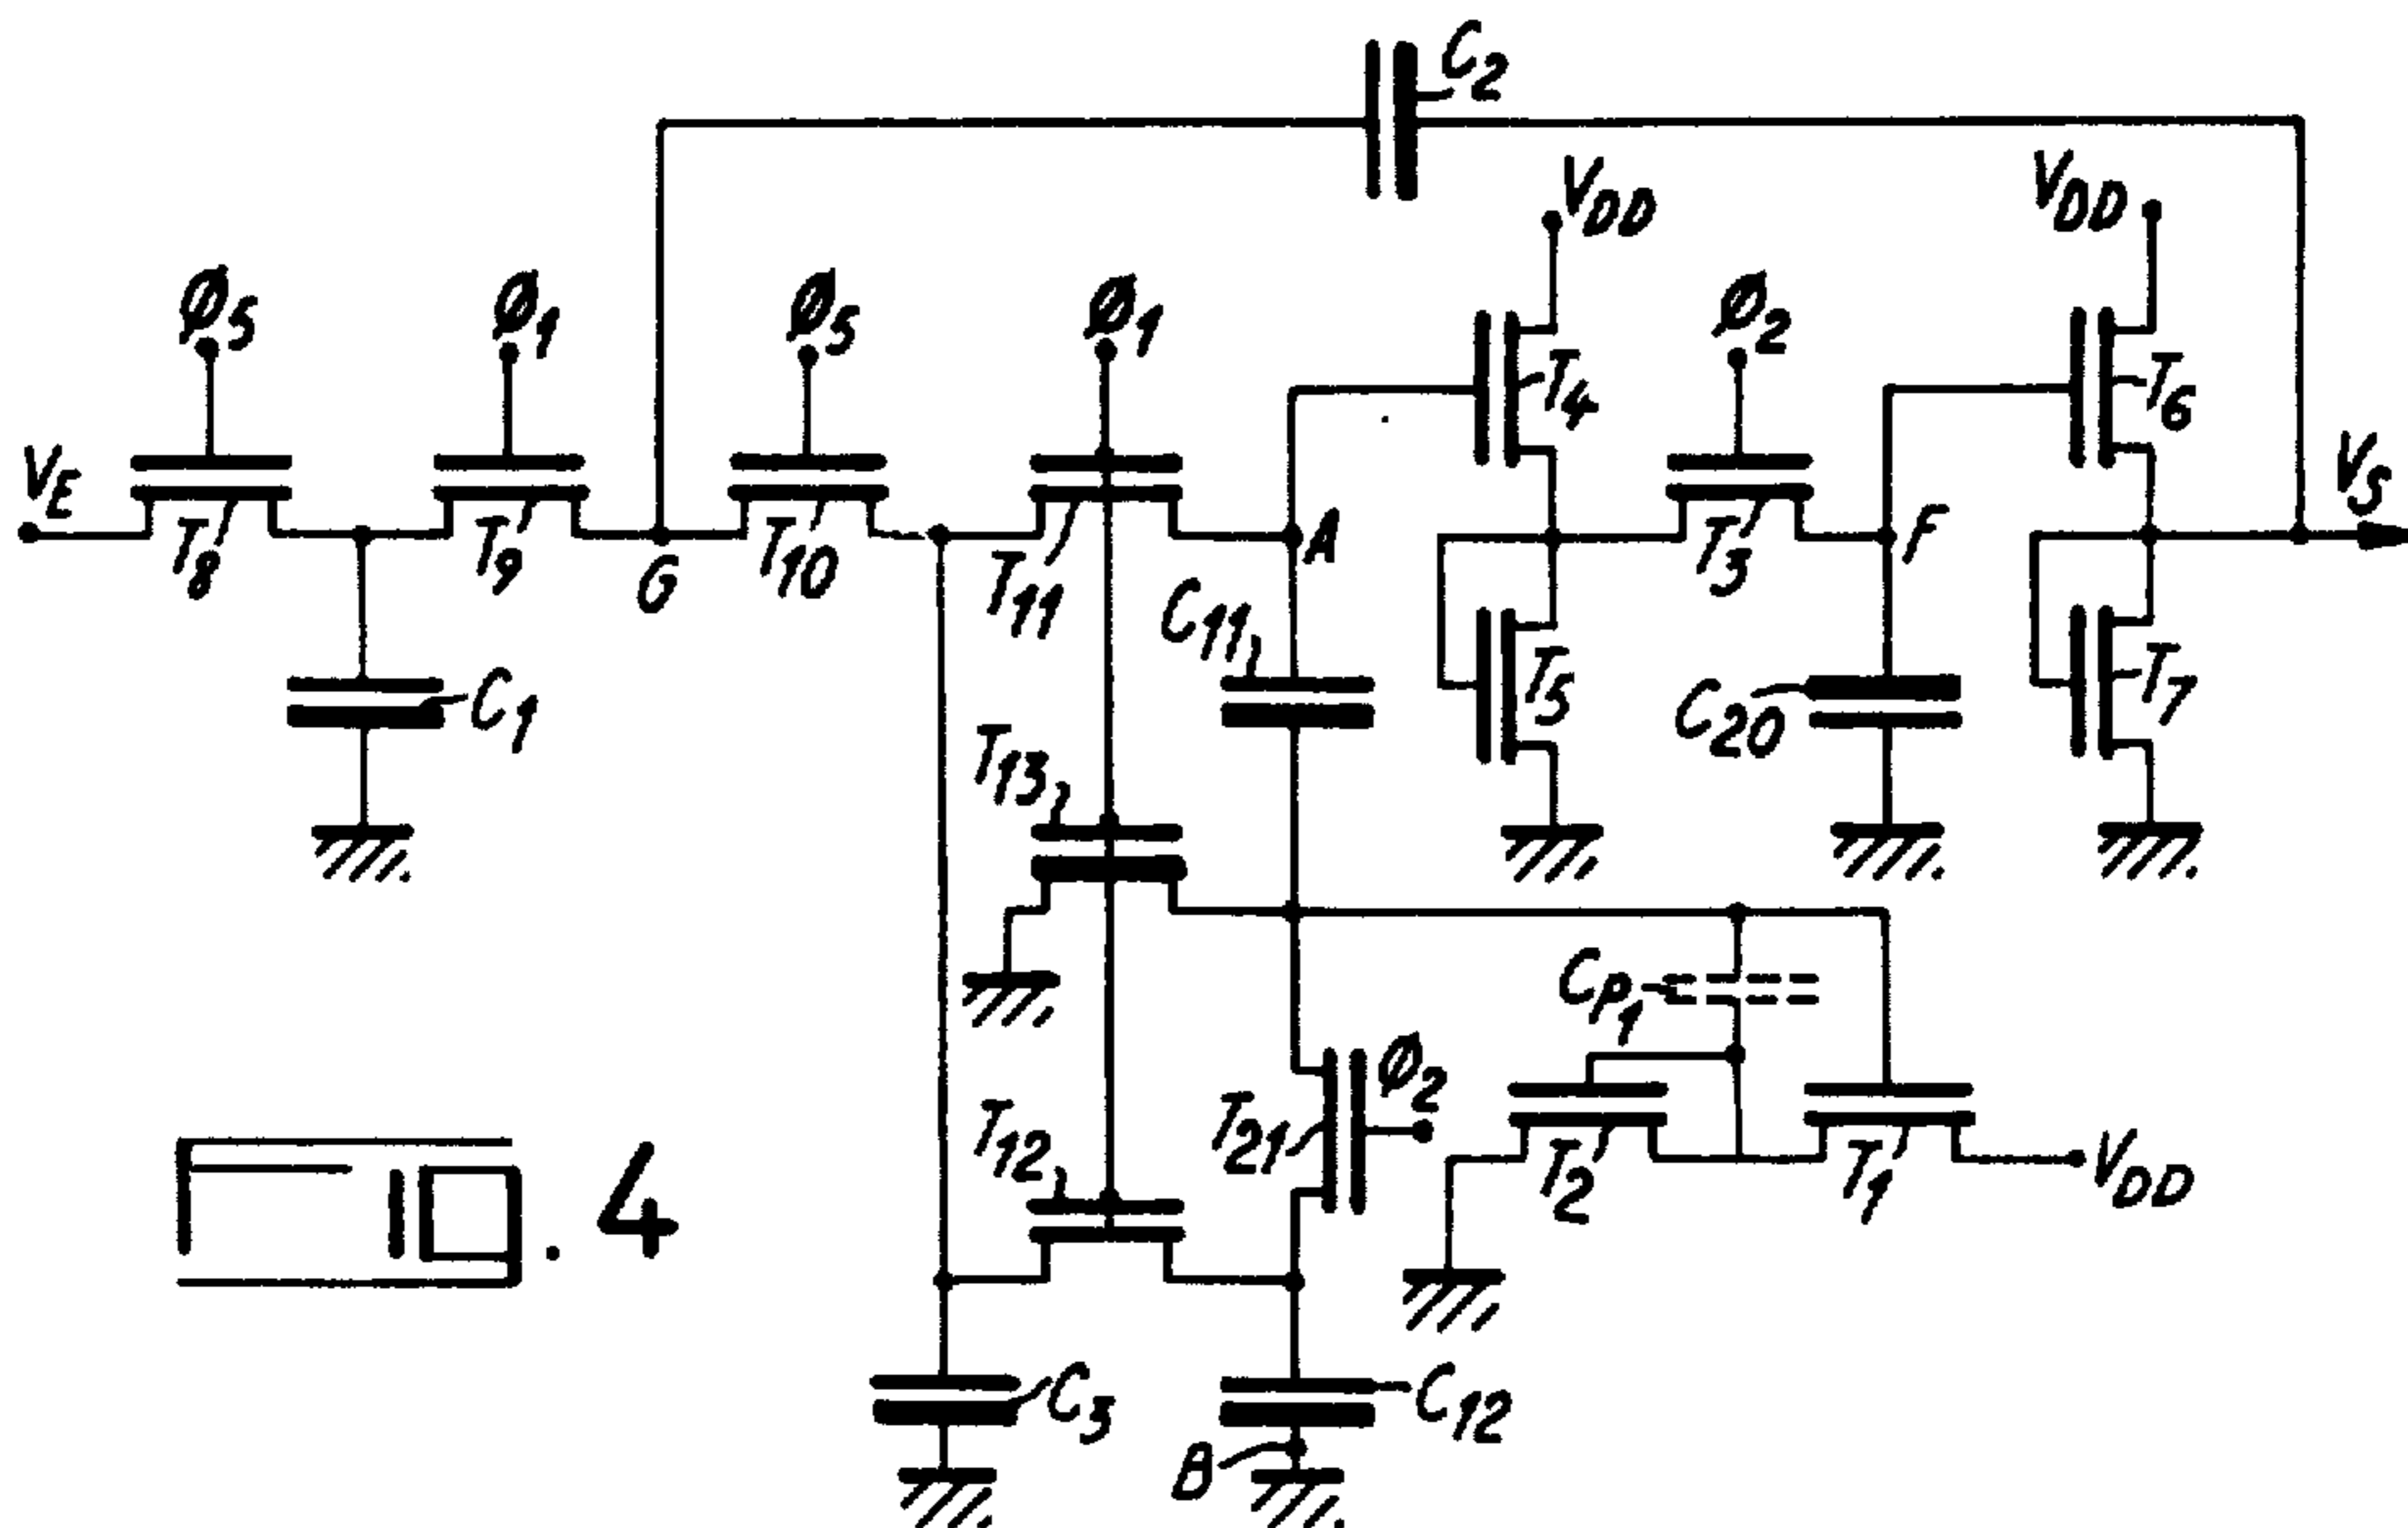 C2
VDD
VDD
Ø5
Ø1
Ø5
Ø1
Ø2
T4
T6
VE
VS
T8
T9
G
T10
T11
A
T3
F
C11
C1
T5
C20
T7
T13
CP1
Ø2
T12
T21
T2
T1
VDD
FIG. 4
C3
C12
B